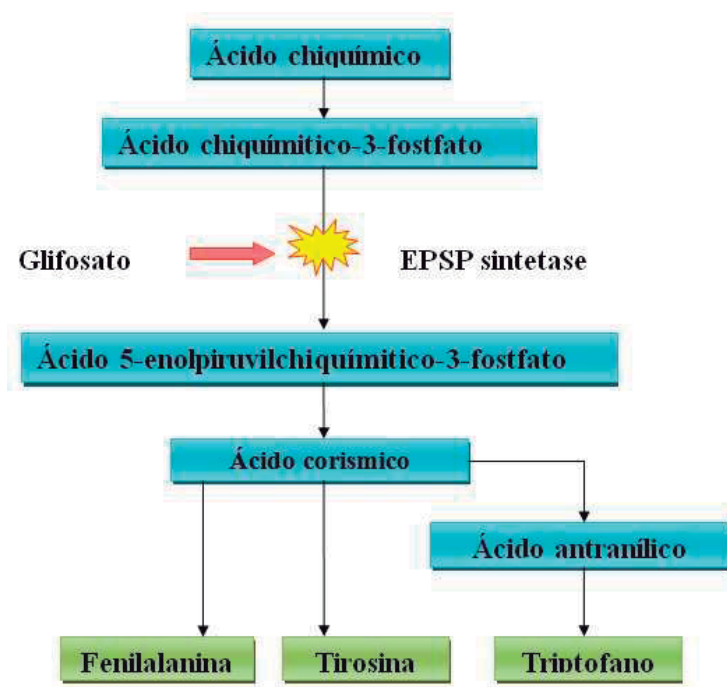 Ácido chiquímico
Ácido chiquímitico-3-fostfato
Glifosato
EPSP sintetase
Ácido 5-enolpiruvilchiquímitico-3-fostfato
Ácido corismico
Ácido antranílico
Fenilalanina
Tirosina
Triptofano